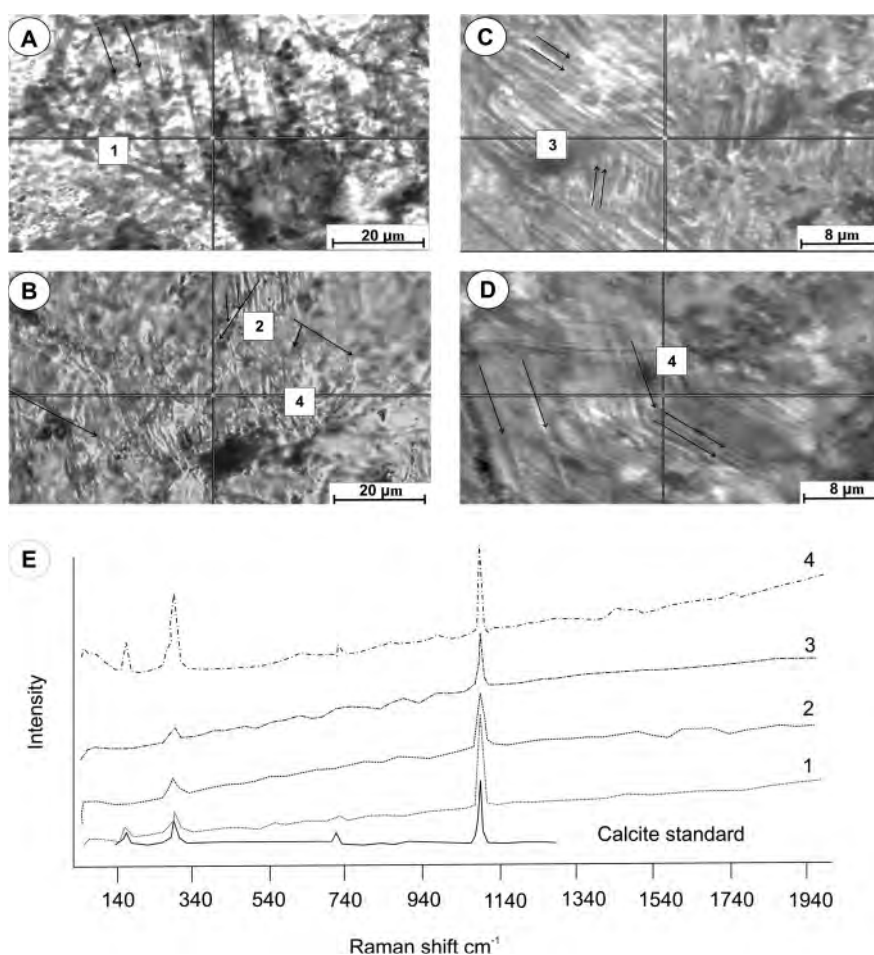 A
1
20 µm
C
3
8 µm
B
2
4
20 µm
D
4
8 µm
E
4
3
2
1
Calcite standard
Intensity
140 340 540 740 940 1140 1340 1540 1740 1940
Raman shift cm⁻¹